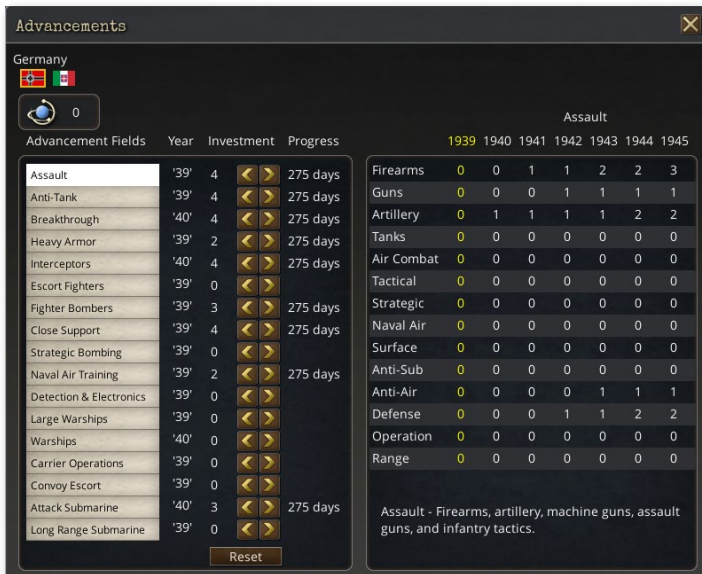 Advancements
Germany
0
Assault
Advancement Fields Year Investment Progress 1939 1940 1941 1942 1943 1944 1945
Assault '39' 4 275 days Firearms 0 0 1 1 2 2 3
Anti-Tank '39' 4 275 days Guns 0 0 0 1 1 1 1
Breakthrough '40' 4 275 days Artillery 0 1 1 1 1 2 2
Heavy Armor '39' 2 275 days Tanks 0 0 0 0 0 0 0
Interceptors '40' 4 275 days Air Combat 0 0 0 0 0 0 0
Escort Fighters '39' 0 Tactical 0 0 0 0 0 0 0
Fighter Bombers '39' 3 275 days Strategic 0 0 0 0 0 0 0
Close Support '39' 4 275 days Naval Air 0 0 0 0 0 0 0
Strategic Bombing '39' 0 Surface 0 0 0 0 0 0 0
Naval Air Training '39' 2 275 days Anti-Sub 0 0 0 0 0 0 0
Detection & Electronics '39' 0 Anti-Air 0 0 0 0 1 1 1
Large Warships '39' 0 Defense 0 0 0 1 1 2 2
Warships '40' 0 Operation 0 0 0 0 0 0 0
Carrier Operations '39' 0 Range 0 0 0 0 0 0 0
Convoy Escort '39' 0
Attack Submarine '40' 3 275 days Assault - Firearms, artillery, machine guns, assault
Long Range Submarine '39' 0 guns, and infantry tactics.
Reset